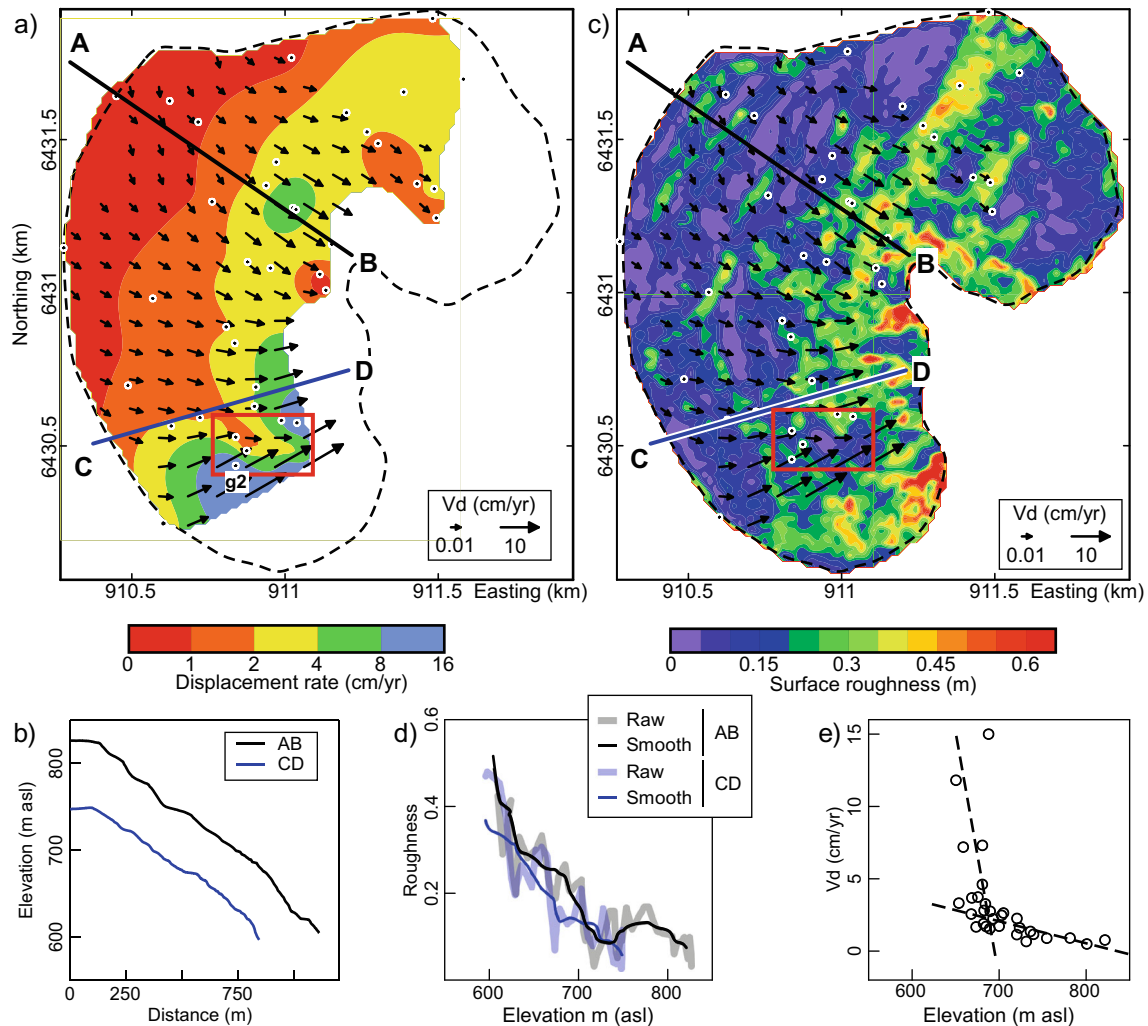 a)
A
B
C
D
g2
Northing (km)
6431.5
6431
6430.5
910.5
911
911.5
Easting (km)
Vd (cm/yr)
0.01
10
0
1
2
4
8
16
Displacement rate (cm/yr)
c)
A
B
C
D
6431.5
6431
6430.5
910.5
911
911.5
Easting (km)
Vd (cm/yr)
0.01
10
0
0.15
0.3
0.45
0.6
Surface roughness (m)
b)
AB
CD
Elevation (m asl)
800
700
600
0
250
750
Distance (m)
d)
Raw
Smooth
AB
Raw
Smooth
CD
Roughness
0.6
0.4
0.2
600
700
800
Elevation m (asl)
e)
Vd (cm/yr)
15
10
5
0
600
700
800
Elevation (m asl)